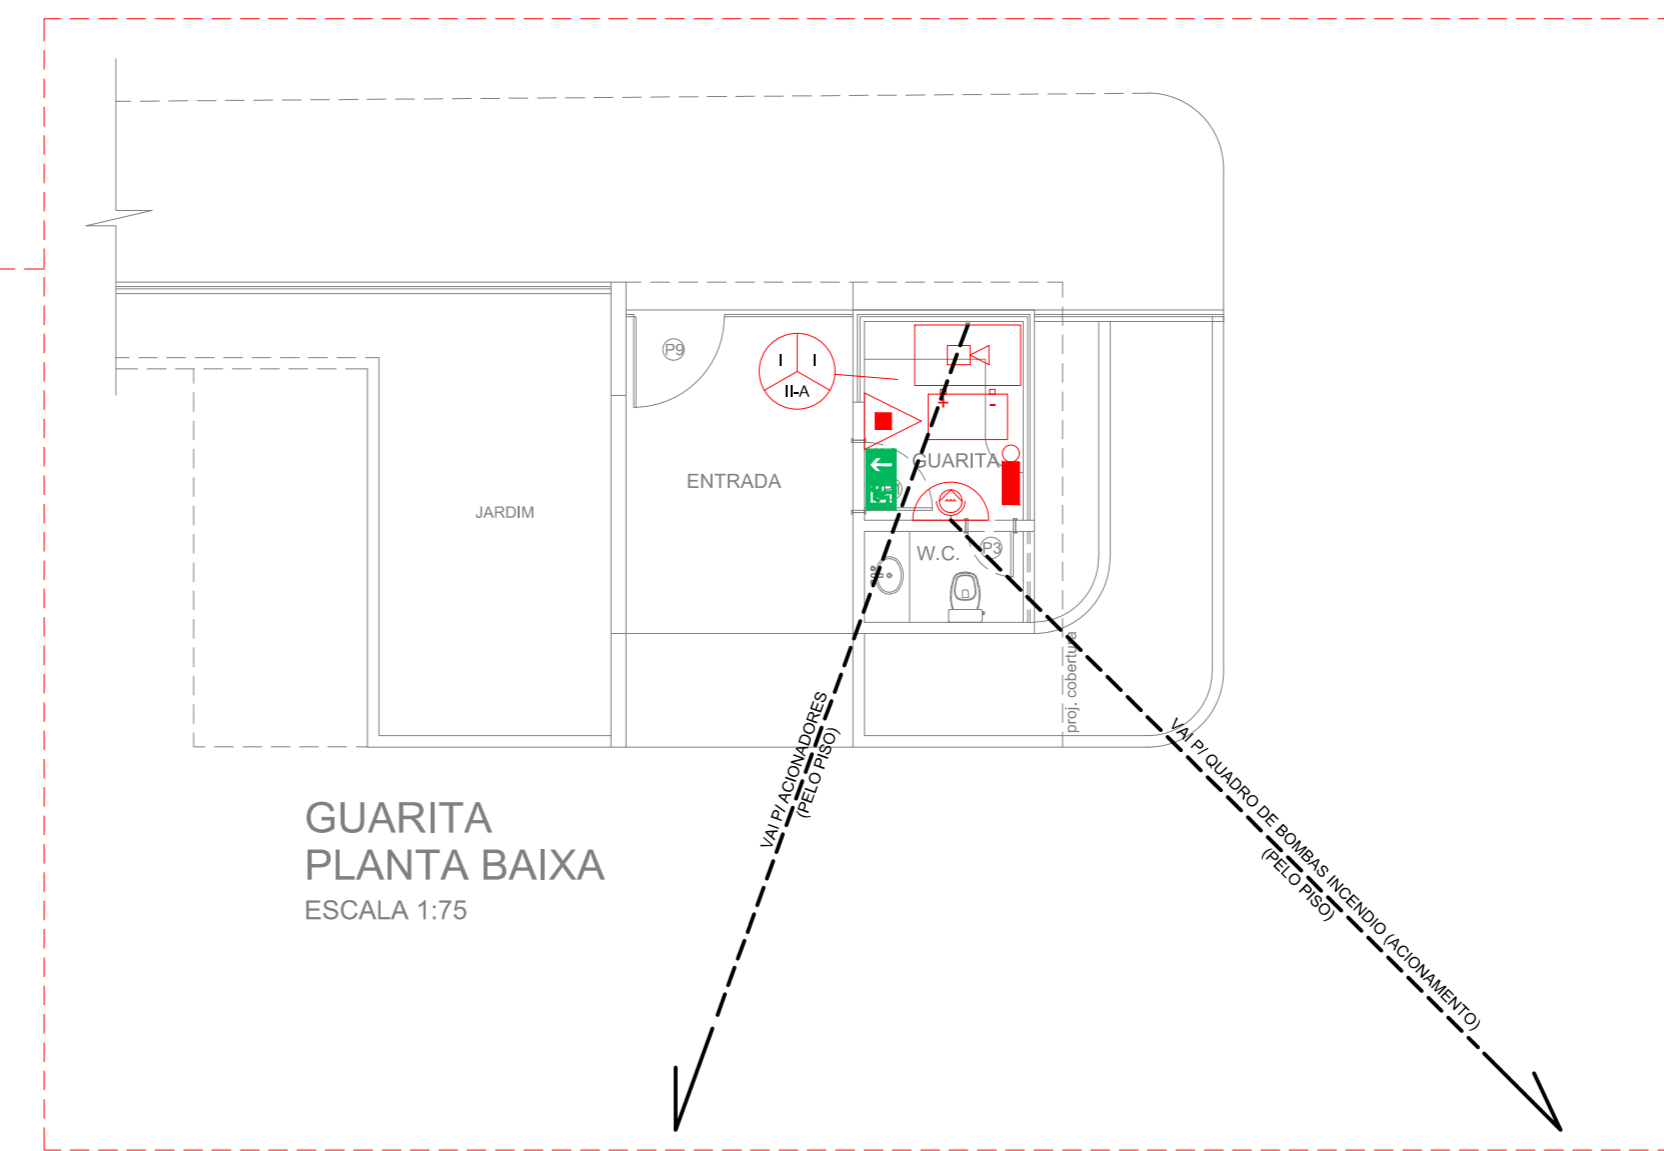 P9
I I
II-A
+ -
GUARITA
ENTRADA
JARDIM
W.C.
P3
proj. cobertura
VAI P/ ACIONADORES
(PELO PISO)
VAI P/ QUADRO DE BOMBAS INCENDIO (ACIONAMENTO)
(PELO PISO)
GUARITA
PLANTA BAIXA
ESCALA 1:75